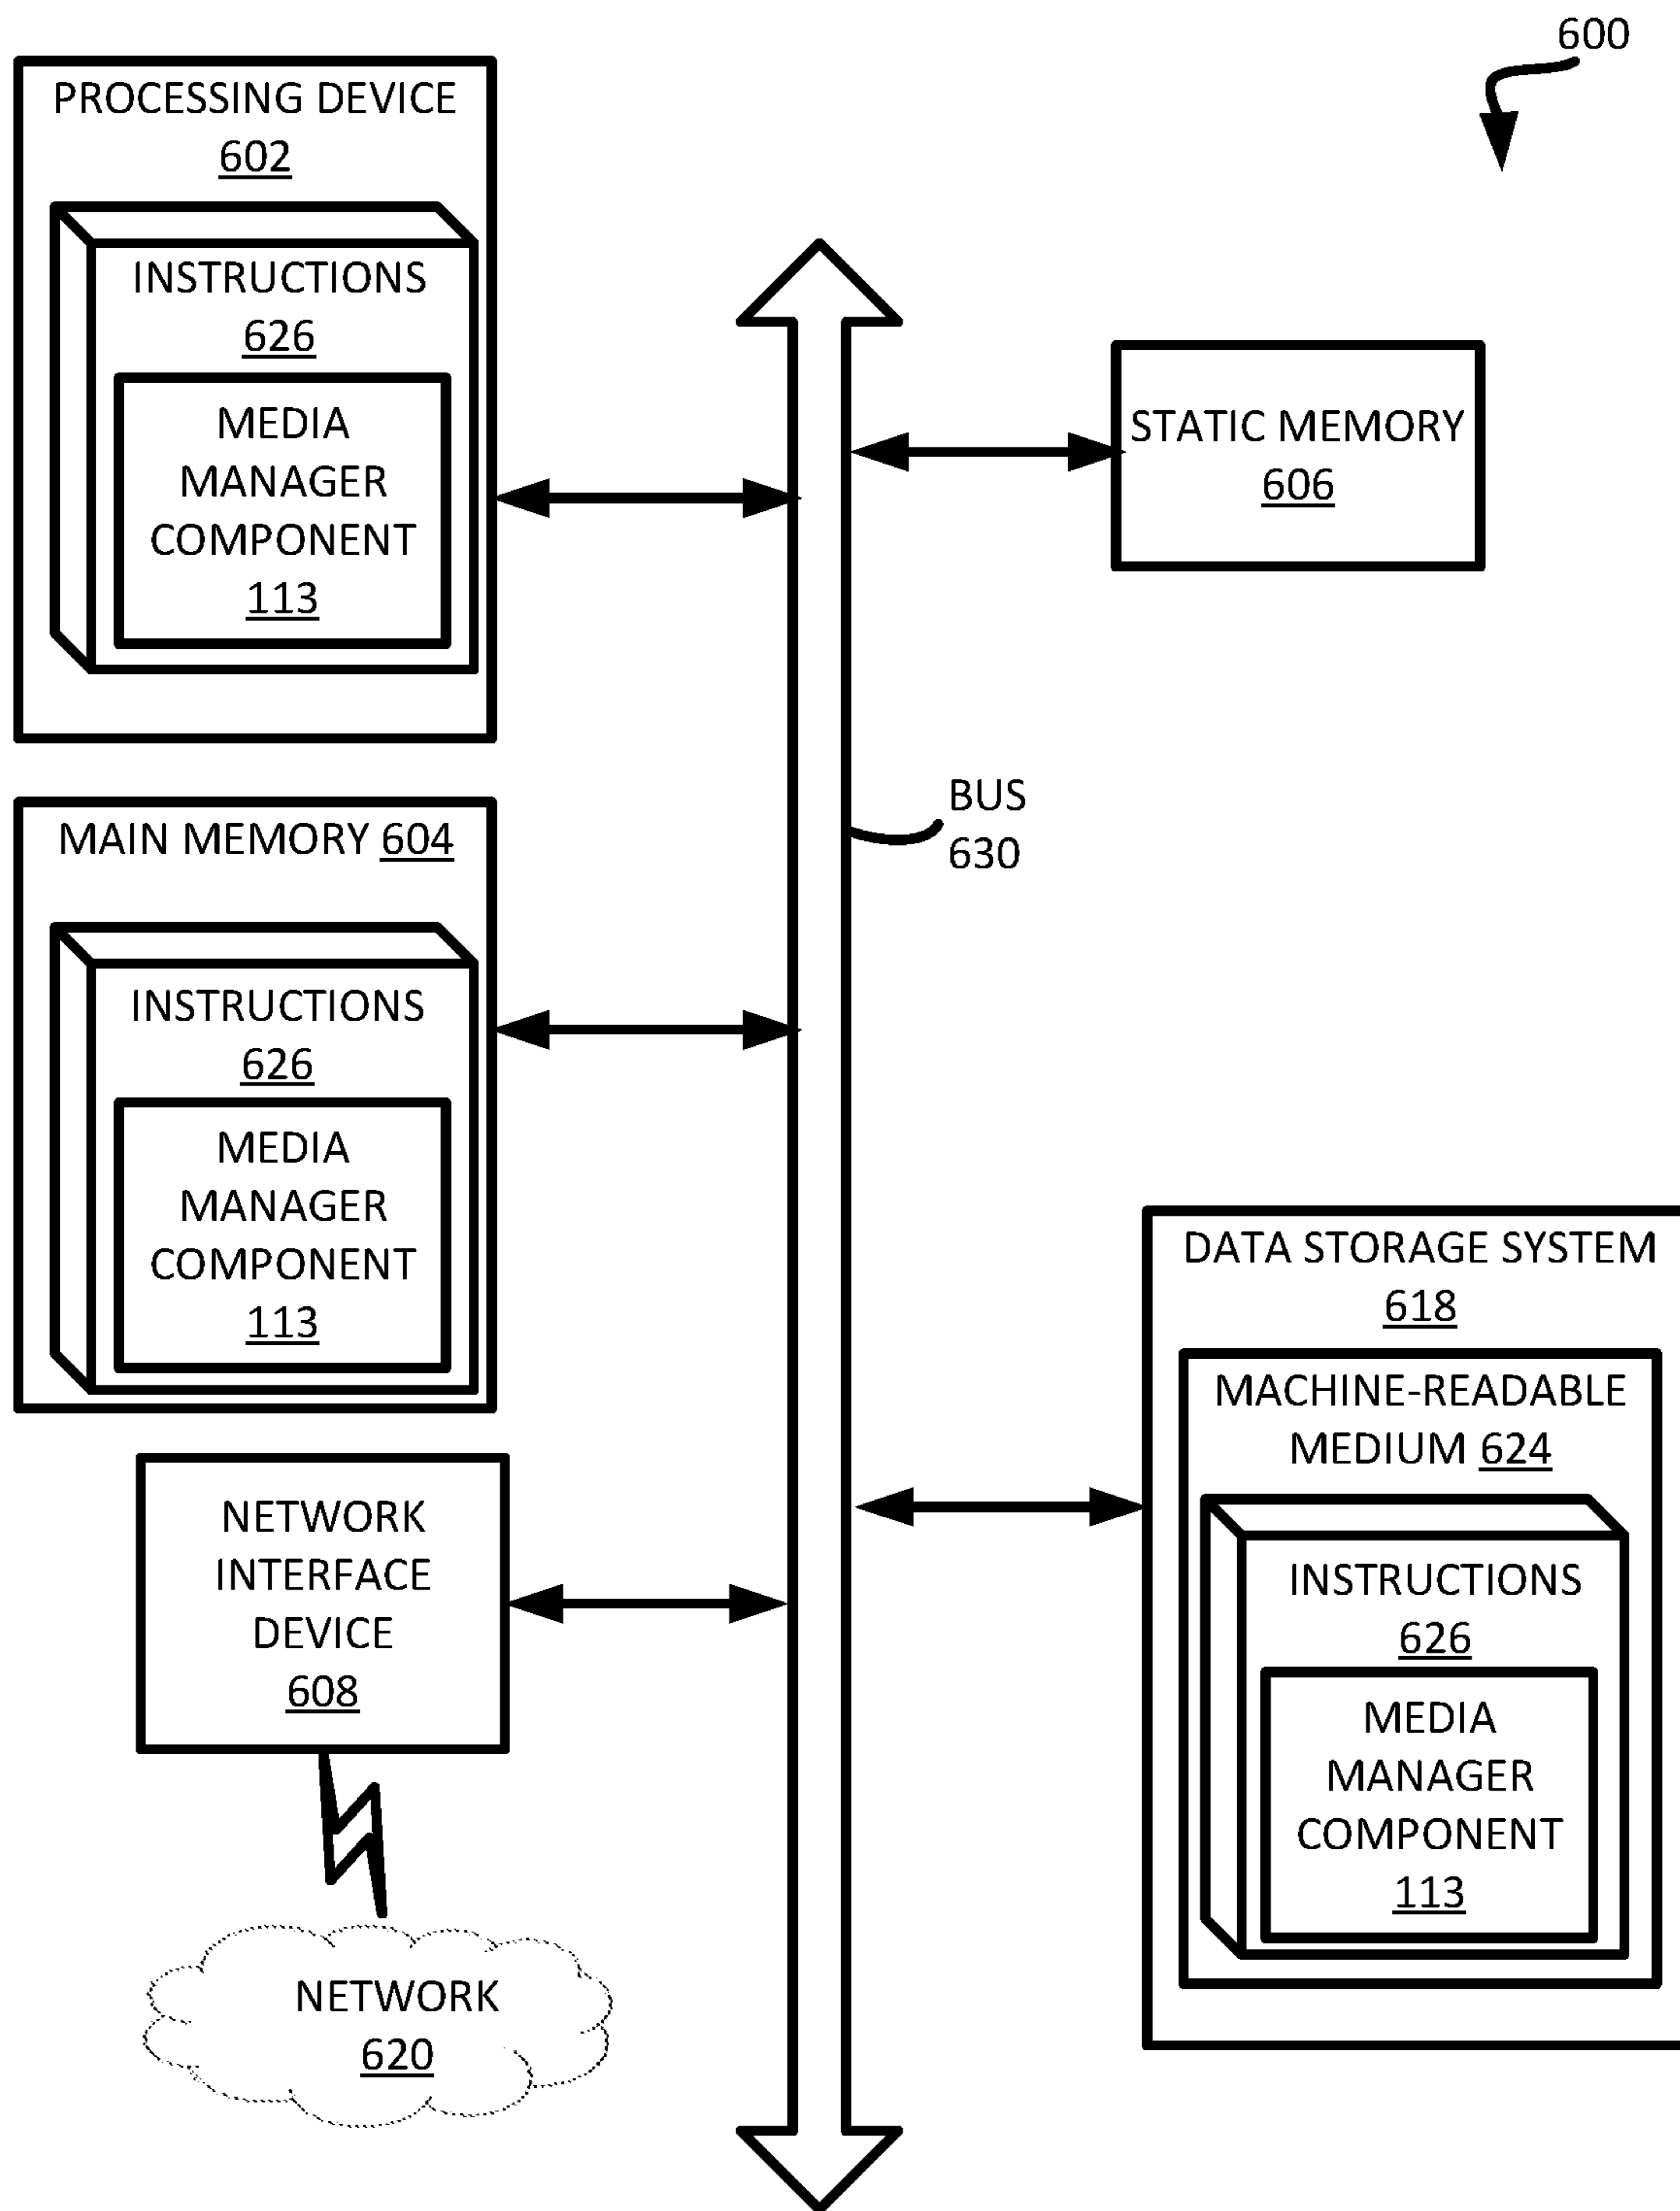 600
PROCESSING DEVICE
602
INSTRUCTIONS
626
MEDIA
MANAGER
COMPONENT
113
STATIC MEMORY
606
BUS
630
MAIN MEMORY 604
INSTRUCTIONS
626
MEDIA
MANAGER
COMPONENT
113
DATA STORAGE SYSTEM
618
MACHINE-READABLE
MEDIUM 624
INSTRUCTIONS
626
MEDIA
MANAGER
COMPONENT
113
NETWORK
INTERFACE
DEVICE
608
NETWORK
620